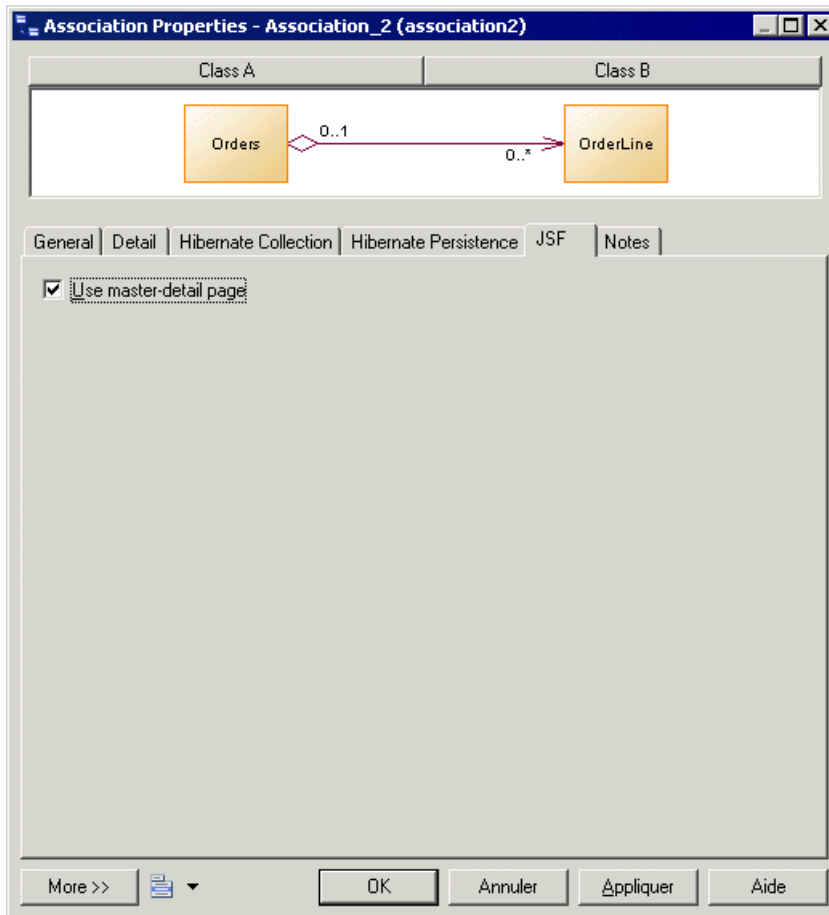 Association Properties - Association_2 (association2)
Class A Class B
Orders 0..1 0..* OrderLine
General Detail Hibernate Collection Hibernate Persistence JSF Notes
Use master-detail page
More >> OK Annuler Appliquer Aide